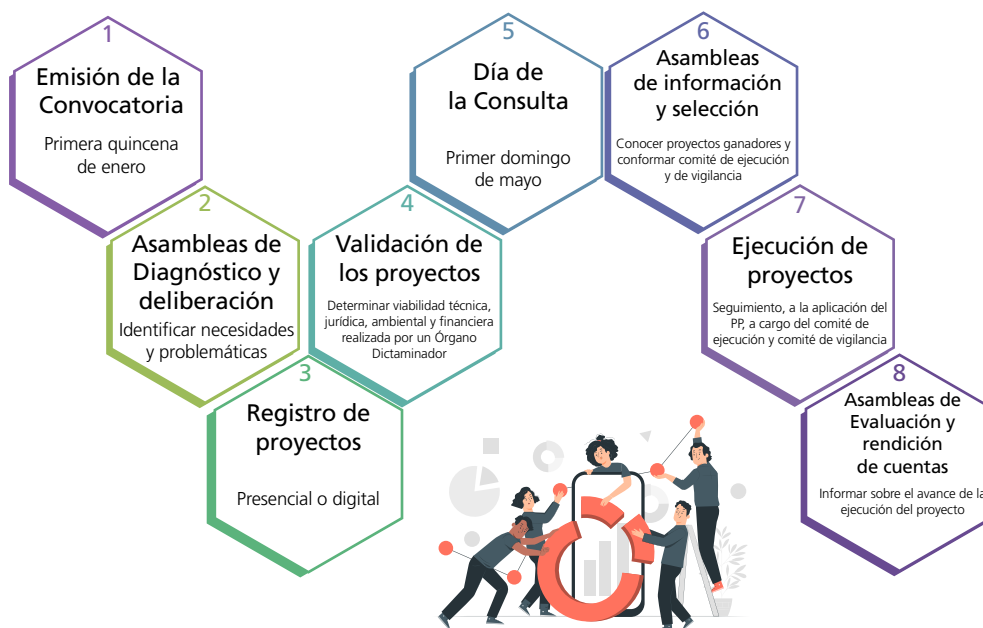 1
Emisión de la
Convocatoria
Primera quincena
de enero
2
Asambleas de
Diagnóstico y
deliberación
Identificar necesidades
y problemáticas
3
Registro de
proyectos
Presencial o digital
4
Validación de
los proyectos
Determinar viabilidad técnica,
jurídica, ambiental y financiera
realizada por un Órgano
Dictaminador
5
Día de
la Consulta
Primer domingo
de mayo
6
Asambleas
de información
y selección
Conocer proyectos ganadores y
conformar comité de ejecución
y de vigilancia
7
Ejecución de
proyectos
Seguimiento, a la aplicación del
PP, a cargo del comité de
ejecución y comité de vigilancia
8
Asambleas de
Evaluación y
rendición
de cuentas
Informar sobre el avance de la
ejecución del proyecto